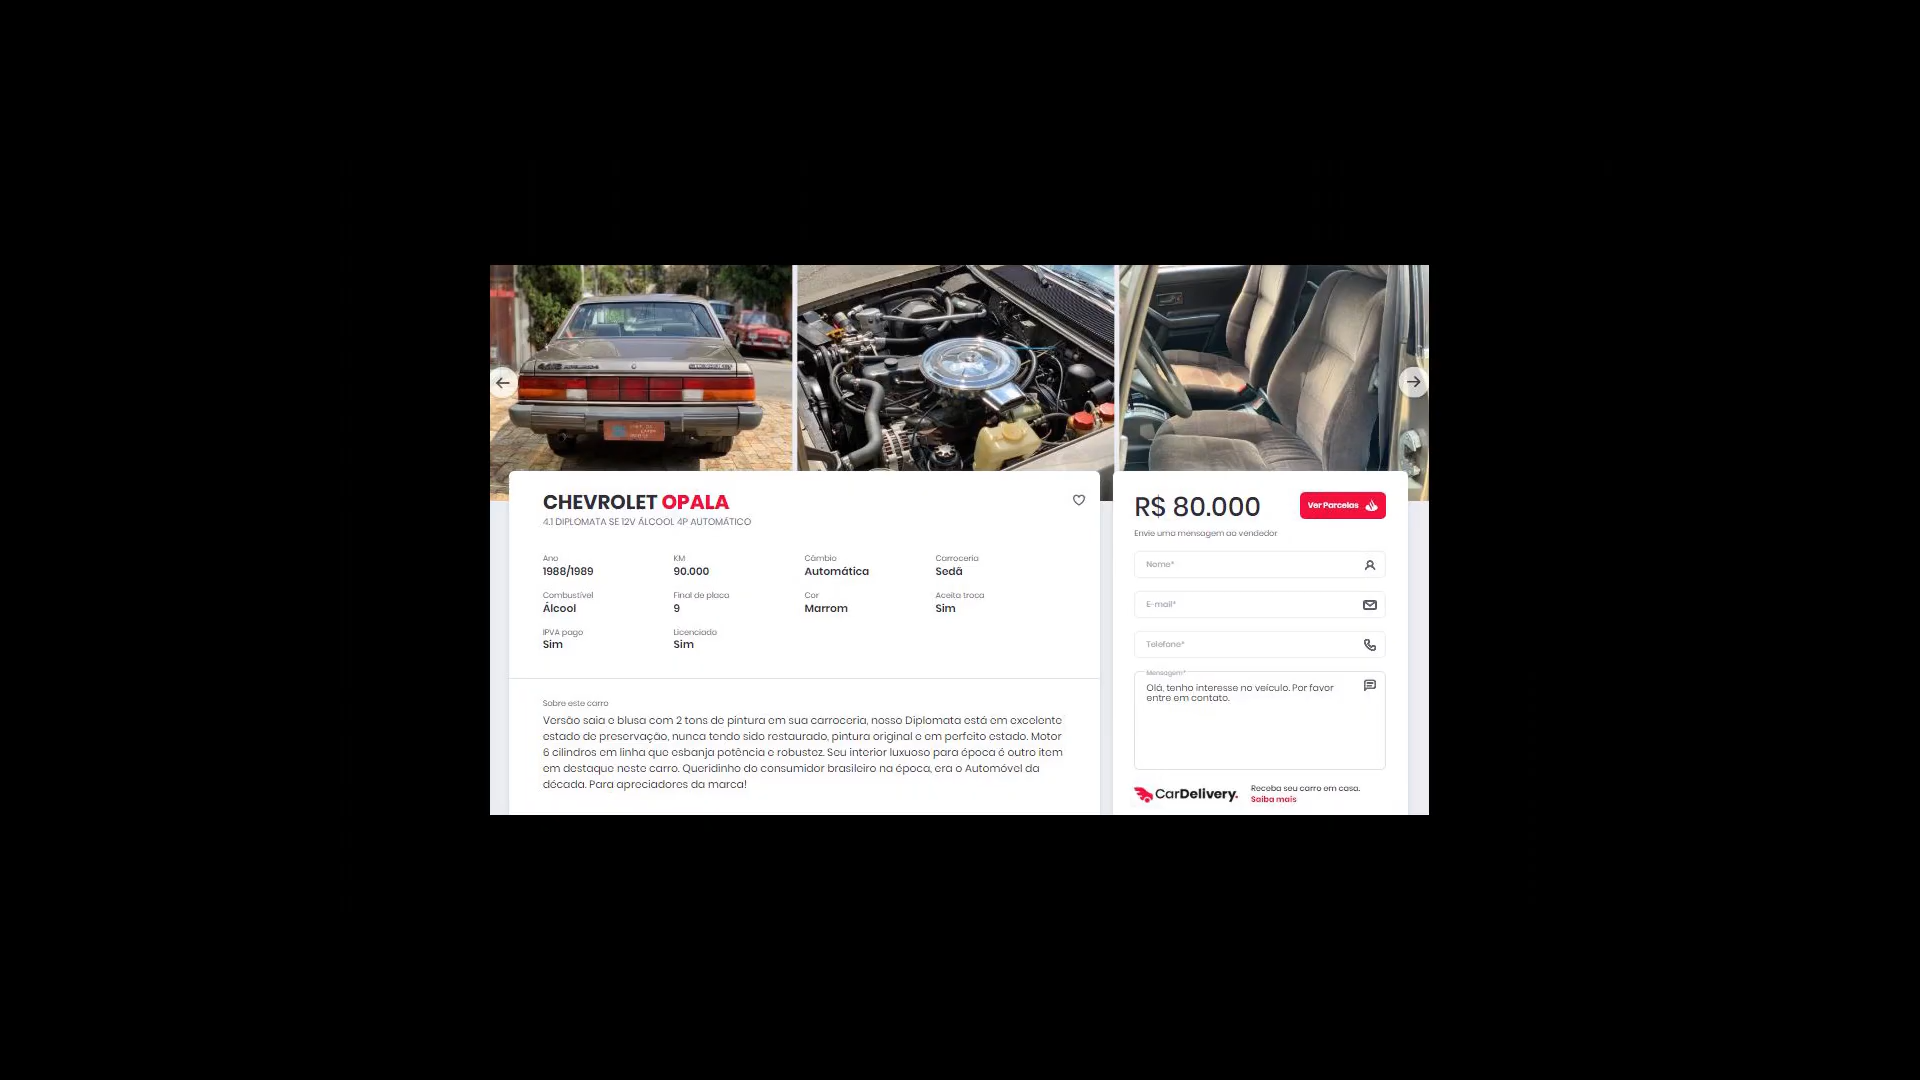 CHEVROLET OPALA
4.1 DIPLOMATA SE 12V ÁLCOOL 4P AUTOMÁTICO
Ano
KM
Câmbio
Carroceria
1988/1989
90.000
Automática
Sedã
Combustível
Final de placa
Cor
Aceita troca
Álcool
9
Marrom
Sim
IPVA pago
Licenciado
Sim
Sim
Sobre este carro
Versão saia e blusa com 2 tons de pintura em sua carroceria, nosso Diplomata está em excelente
estado de preservação, nunca tendo sido restaurado, pintura original e em perfeito estado. Motor
6 cilindros em linha que esbanja potência e robustez. Seu interior luxuoso para época é outro item
em destaque neste carro. Queridinho do consumidor brasileiro na época, era o Automóvel da
década. Para apreciadores da marca!
R$ 80.000
Ver Parcelas
Envie uma mensagem ao vendedor
Nome*
E-mail*
Telefone*
Mensagem*
Olá, tenho interesse no veículo. Por favor
entre em contato.
CarDelivery.
Receba seu carro em casa.
Saiba mais